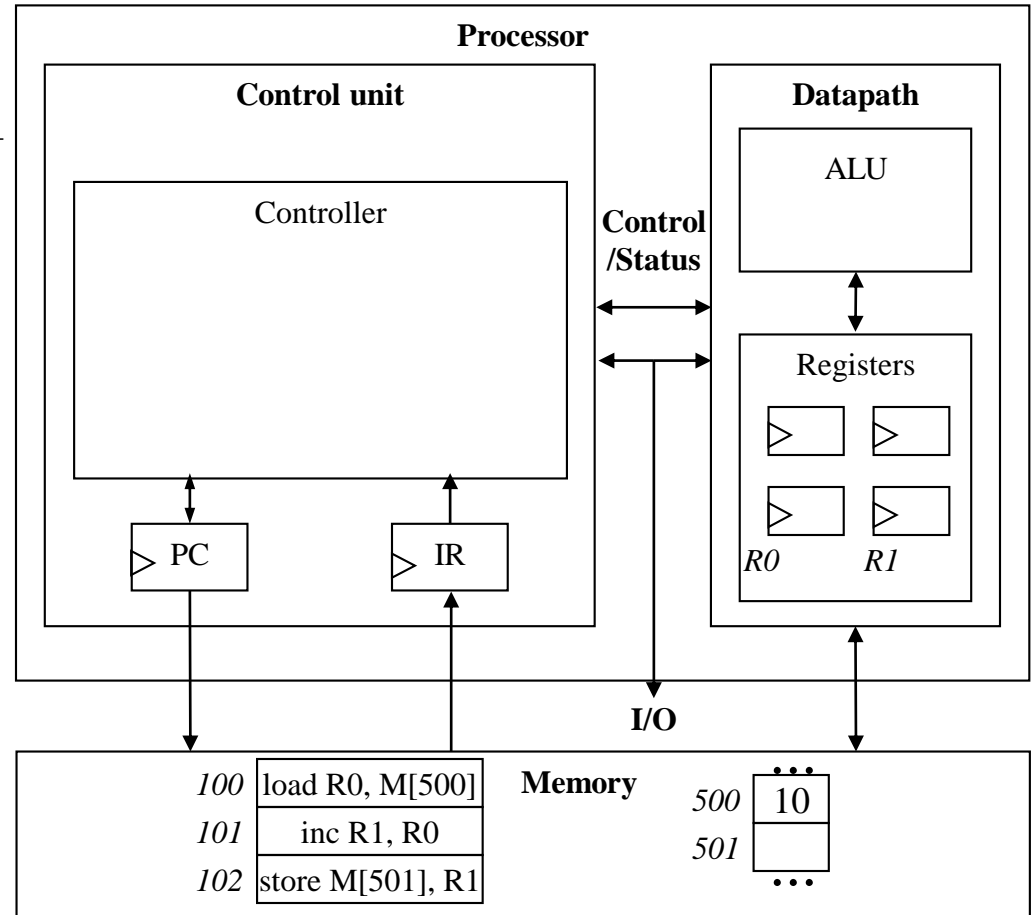 Processor
Control unit
Datapath
ALU
Controller
Control
/Status
Registers
PC
IR
R0
R1
I/O
Memory
100 load R0, M[500]
101 inc R1, R0
102 store M[501], R1
...
500 10
501
...